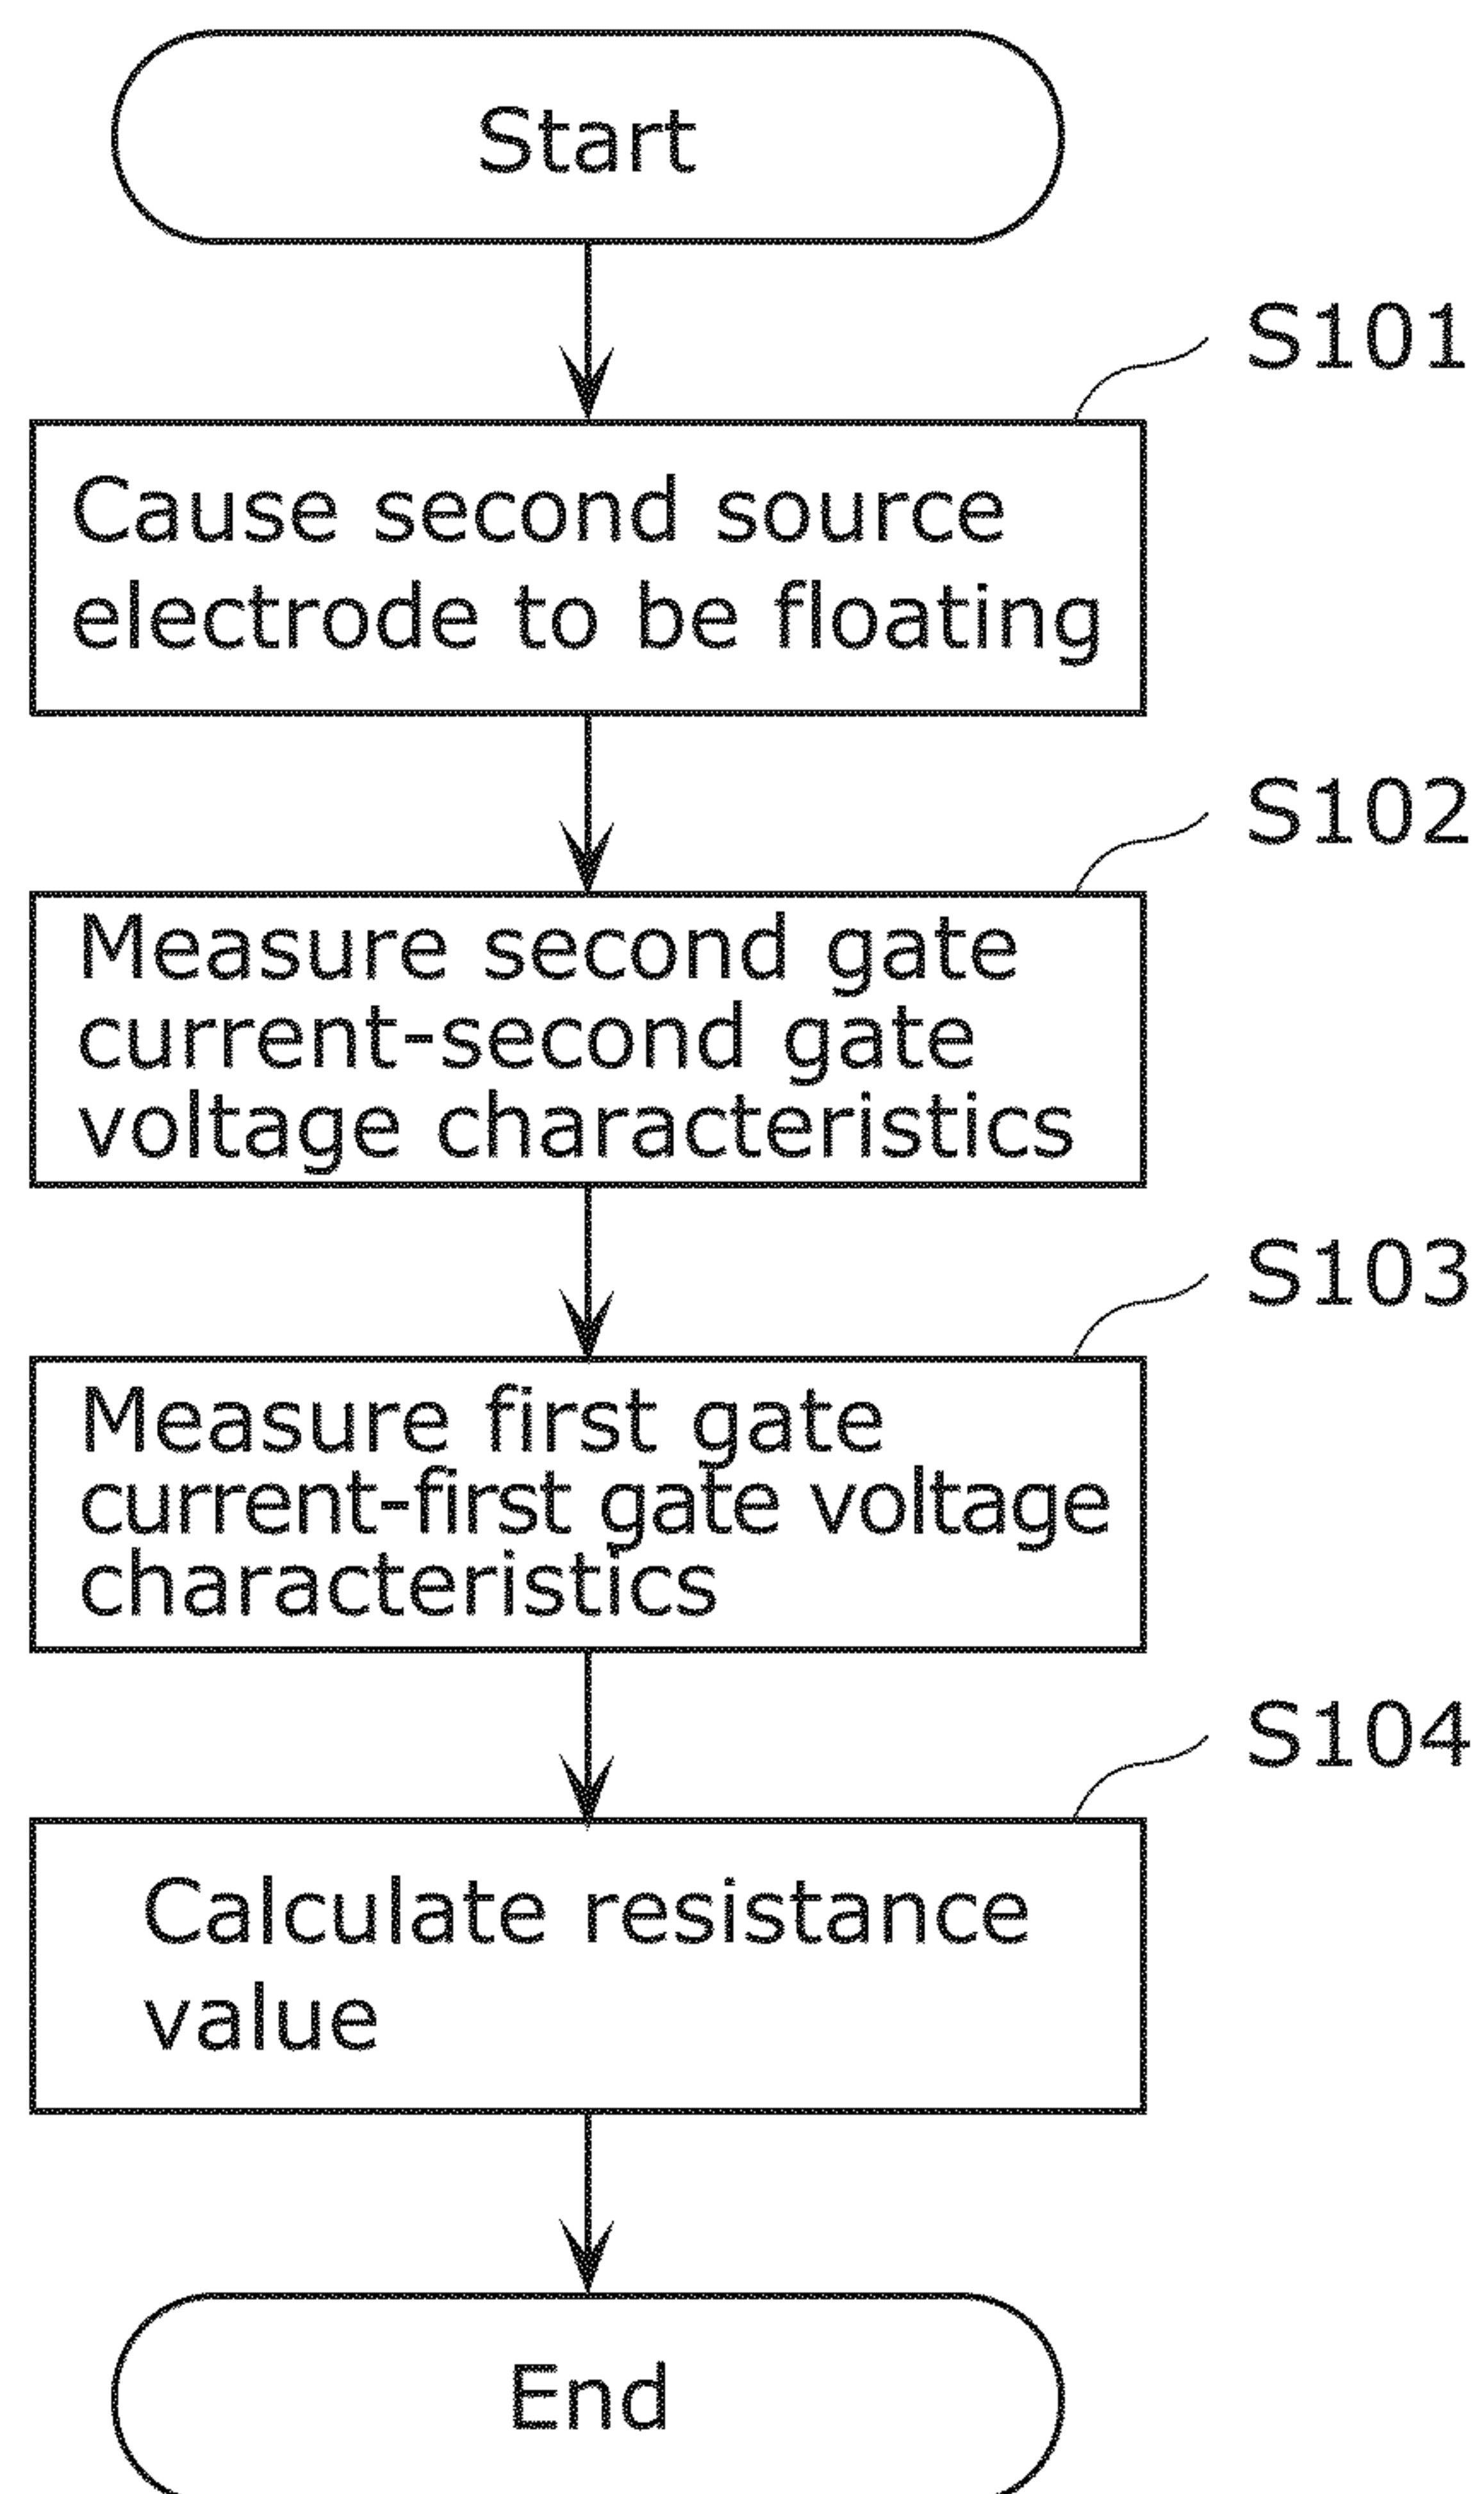 Start
S101
Cause second source
electrode to be floating
S102
Measure second gate
current-second gate
voltage characteristics
S103
Measure first gate
current-first gate voltage
characteristics
S104
Calculate resistance
value
End